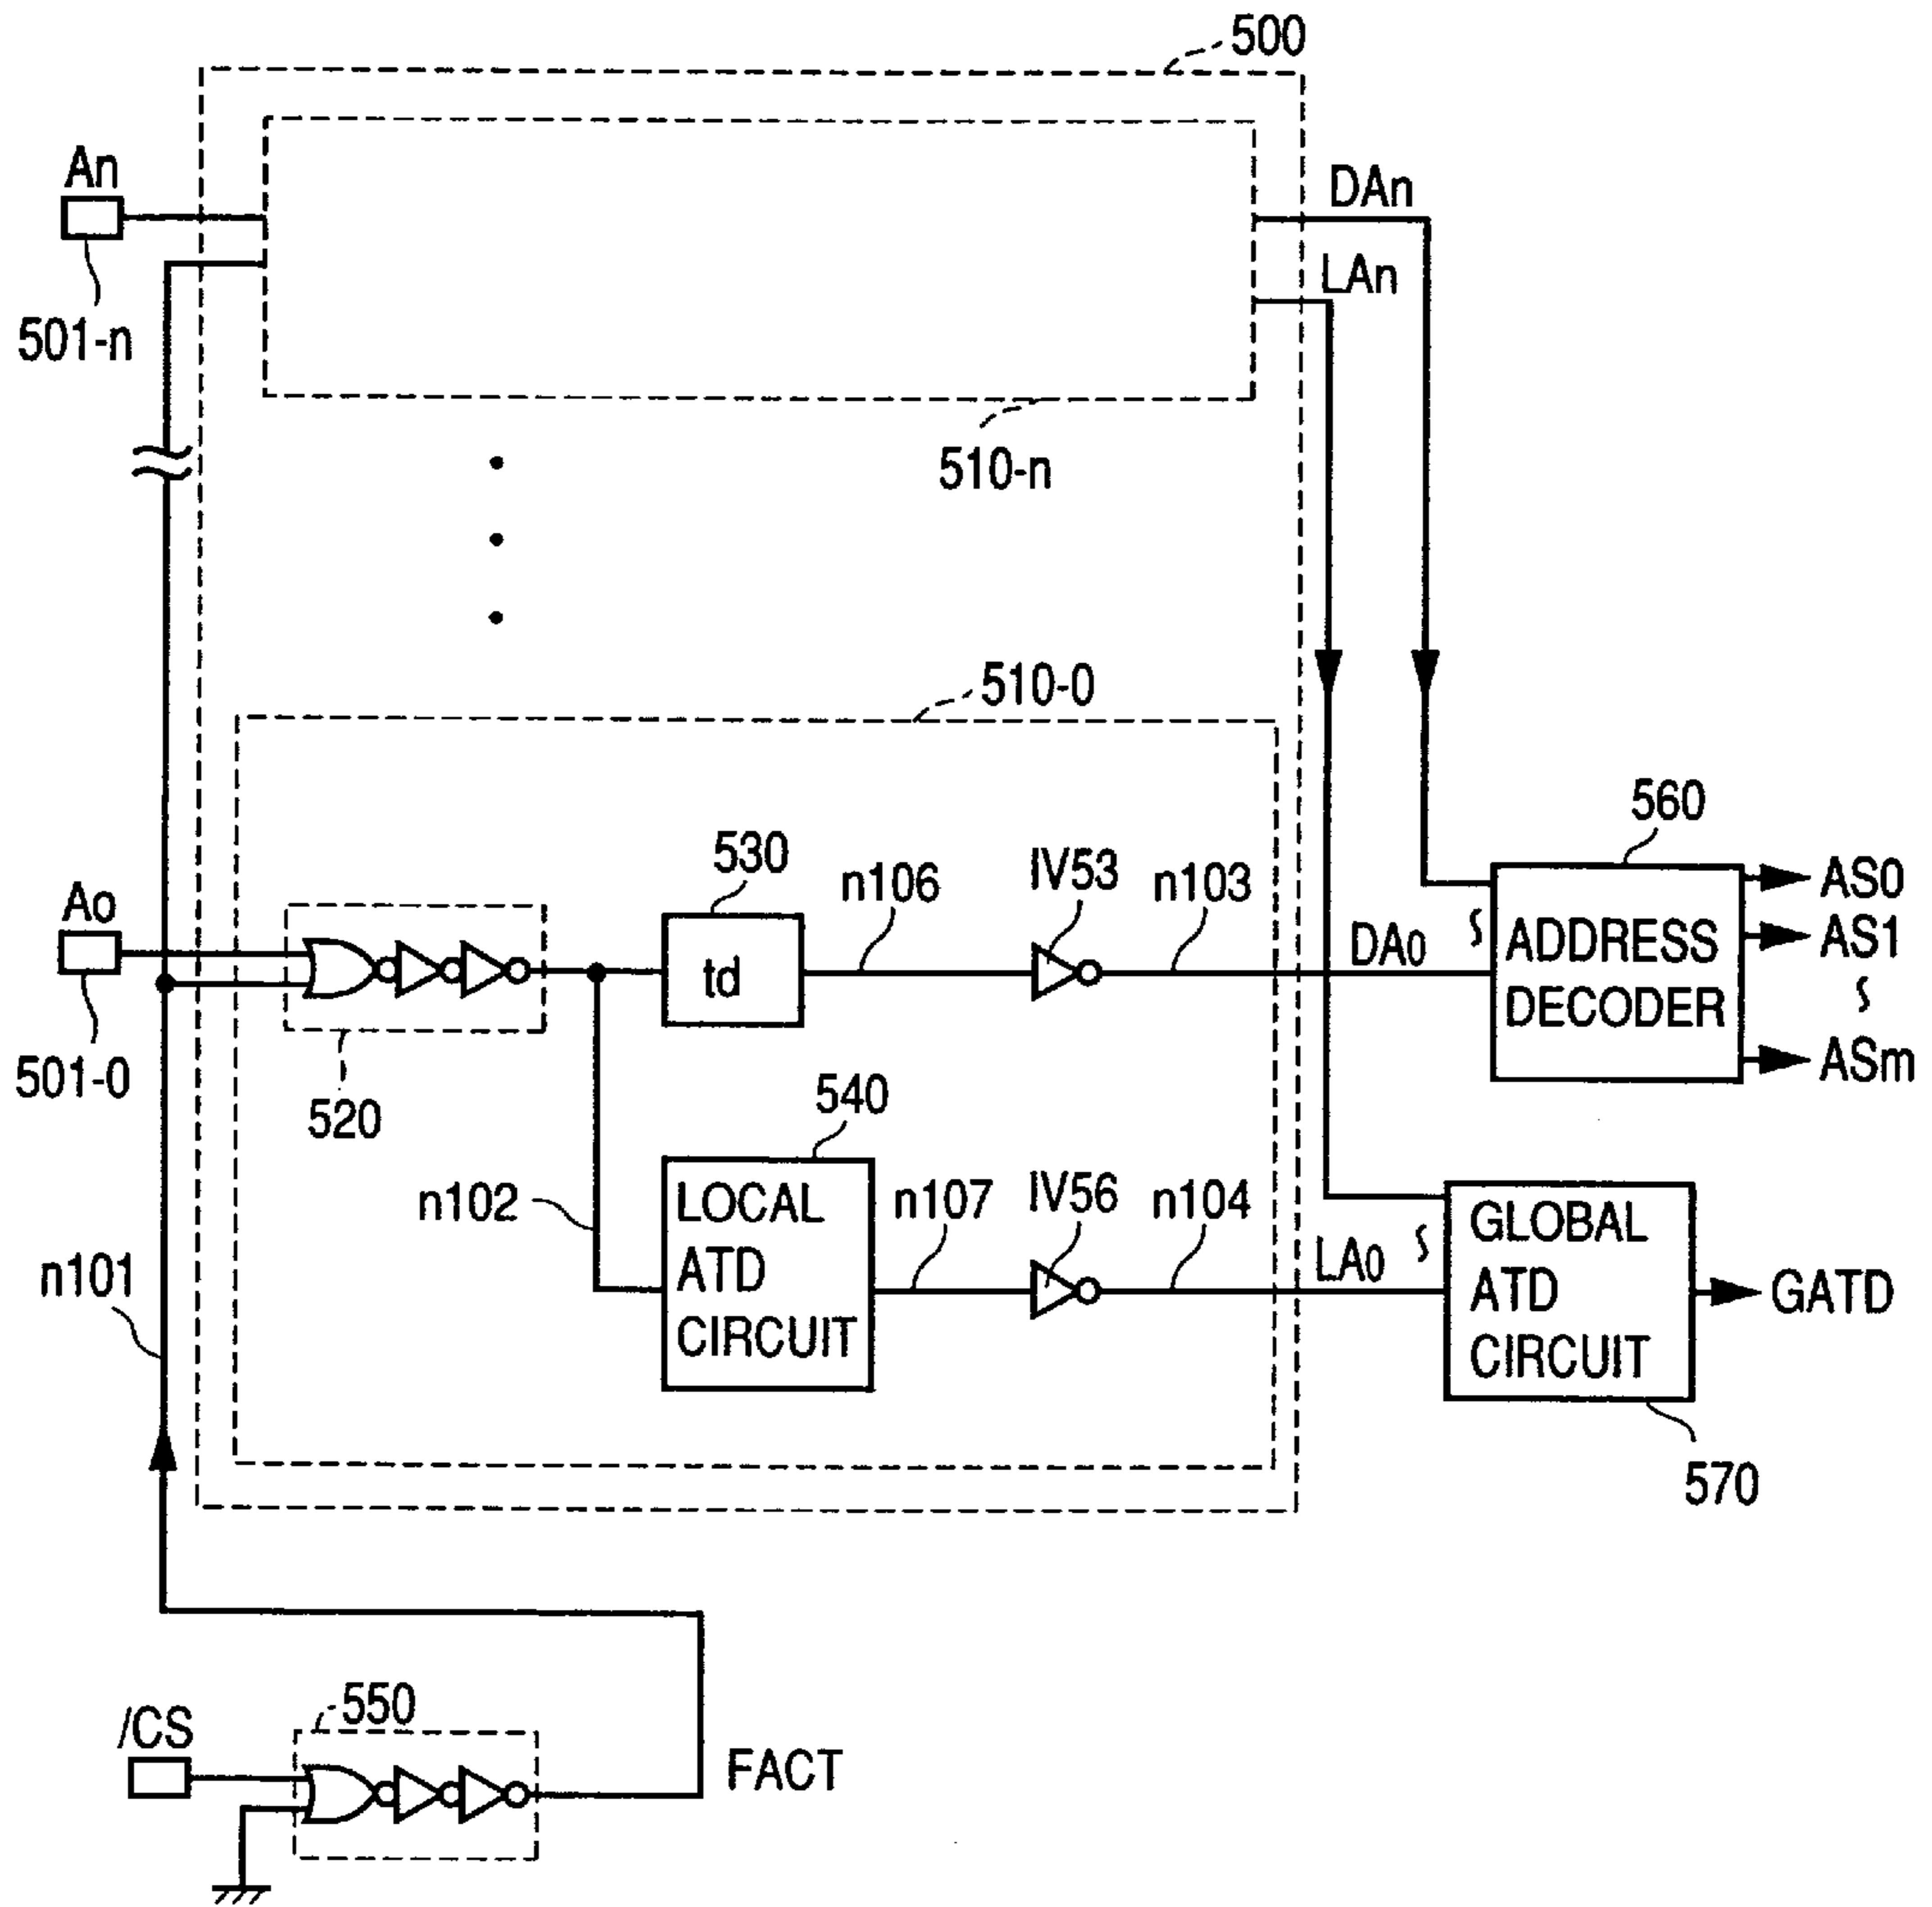 500
An
DAn
LAn
501-n
510-n
510-0
560
530
IV53
n106
n103
AS0
Ao
AS1
DAo
ADDRESS
DECODER
td
ASm
501-0
520
540
n102
LOCAL
ATD
CIRCUIT
n107
IV56
n104
GLOBAL
ATD
CIRCUIT
LAo
n101
GATD
570
550
/CS
FACT